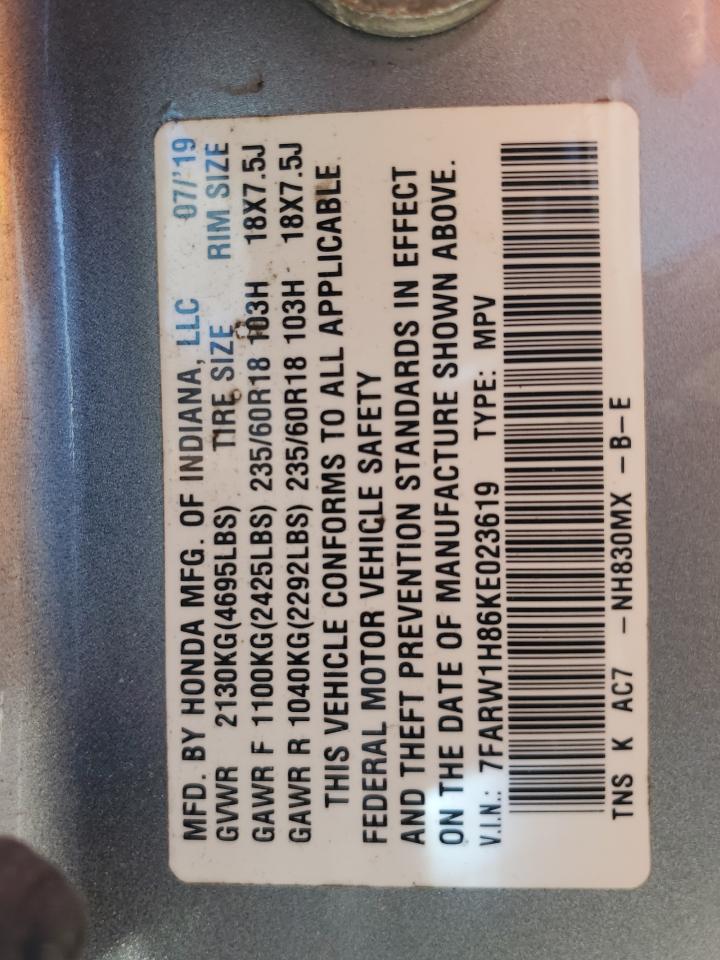 MFD. BY HONDA MFG. OF INDIANA, LLC 07/'19
GVWR 2130KG(4695LBS) TIRE SIZE RIM SIZE
GAWR F 1100KG(2425LBS) 235/60R18 103H 18X7.5J
GAWR R 1040KG(2292LBS) 235/60R18 103H 18X7.5J
THIS VEHICLE CONFORMS TO ALL APPLICABLE
FEDERAL MOTOR VEHICLE SAFETY
AND THEFT PREVENTION STANDARDS IN EFFECT
ON THE DATE OF MANUFACTURE SHOWN ABOVE.
V.I.N.: 7FARW1H86KE023619 TYPE: MPV
TNS K AC7 -NH830MX -B-E